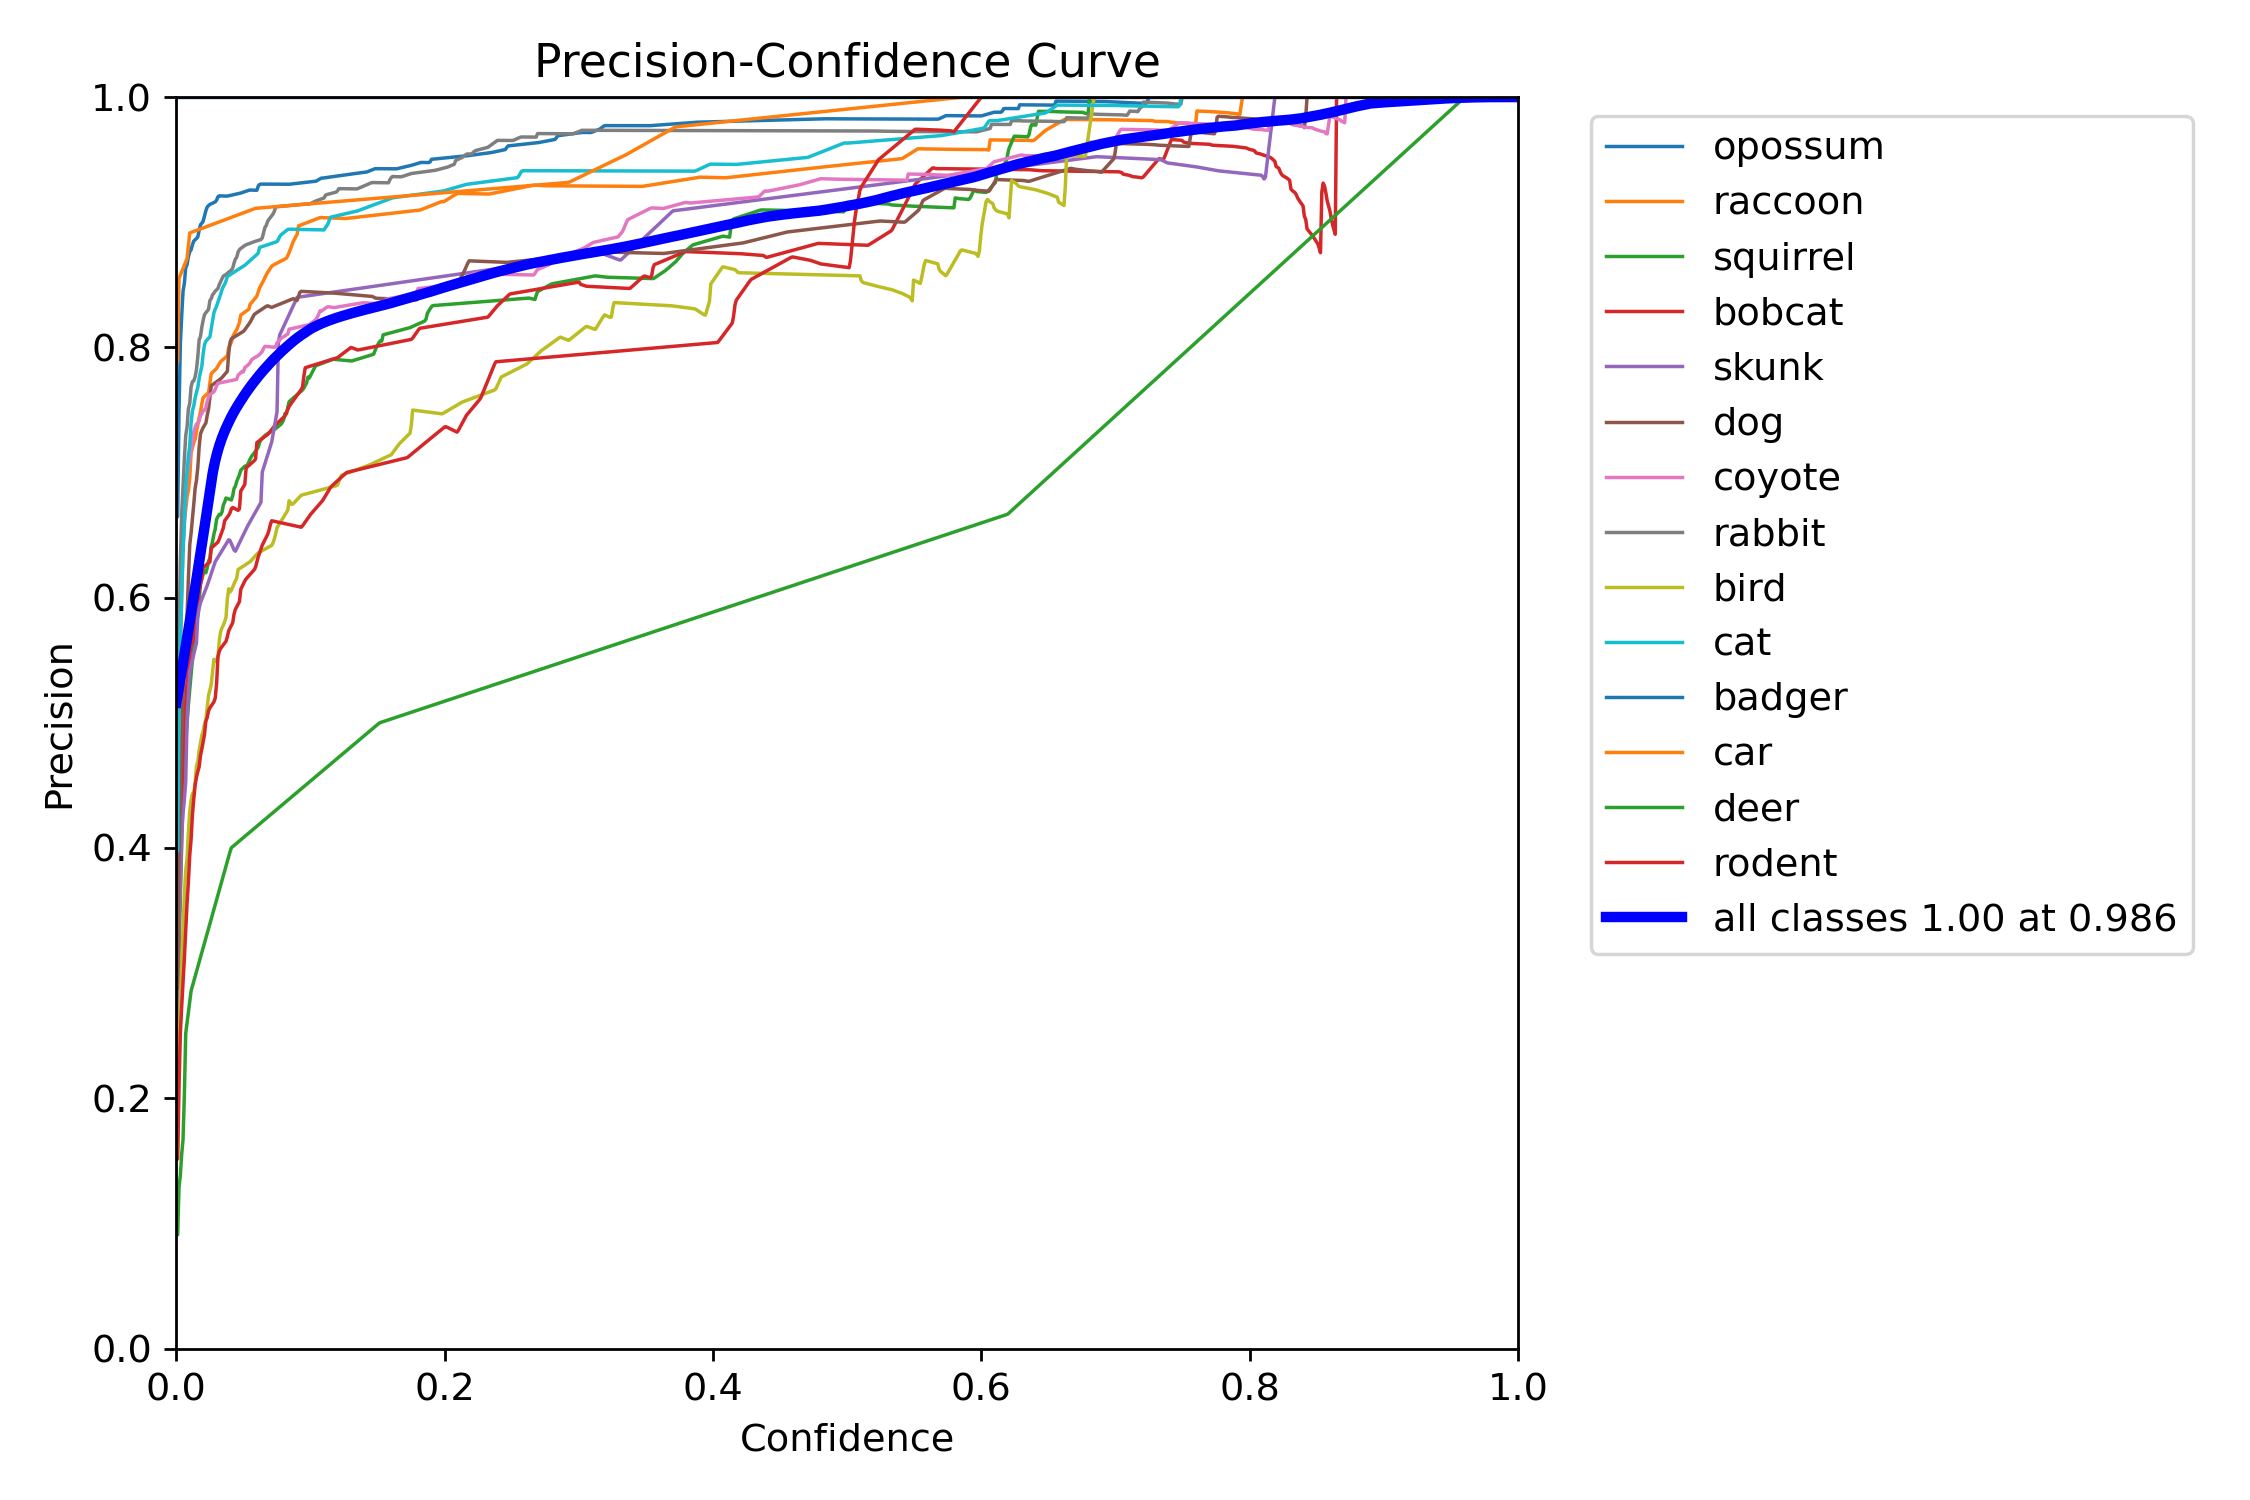 Precision-Confidence Curve
1.0
0.8
0.6
0.4
0.2
0.0
Precision
0.0 0.2 0.4 0.6 0.8 1.0
Confidence
opossum
raccoon
squirrel
bobcat
skunk
dog
coyote
rabbit
bird
cat
badger
car
deer
rodent
all classes 1.00 at 0.986